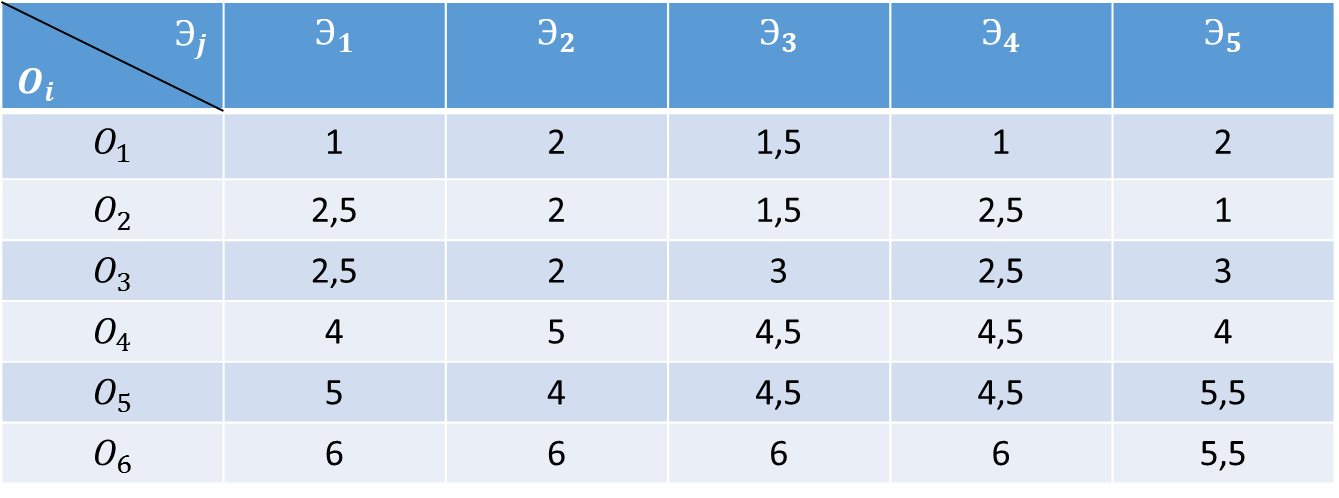 Э𝒋 Э𝟏 Э𝟐 Э𝟑 Э𝟒 Э𝟓
𝑶𝒊
𝑂1 1 2 1,5 1 2
𝑂2 2,5 2 1,5 2,5 1
𝑂3 2,5 2 3 2,5 3
𝑂4 4 5 4,5 4,5 4
𝑂5 5 4 4,5 4,5 5,5
𝑂6 6 6 6 6 5,5